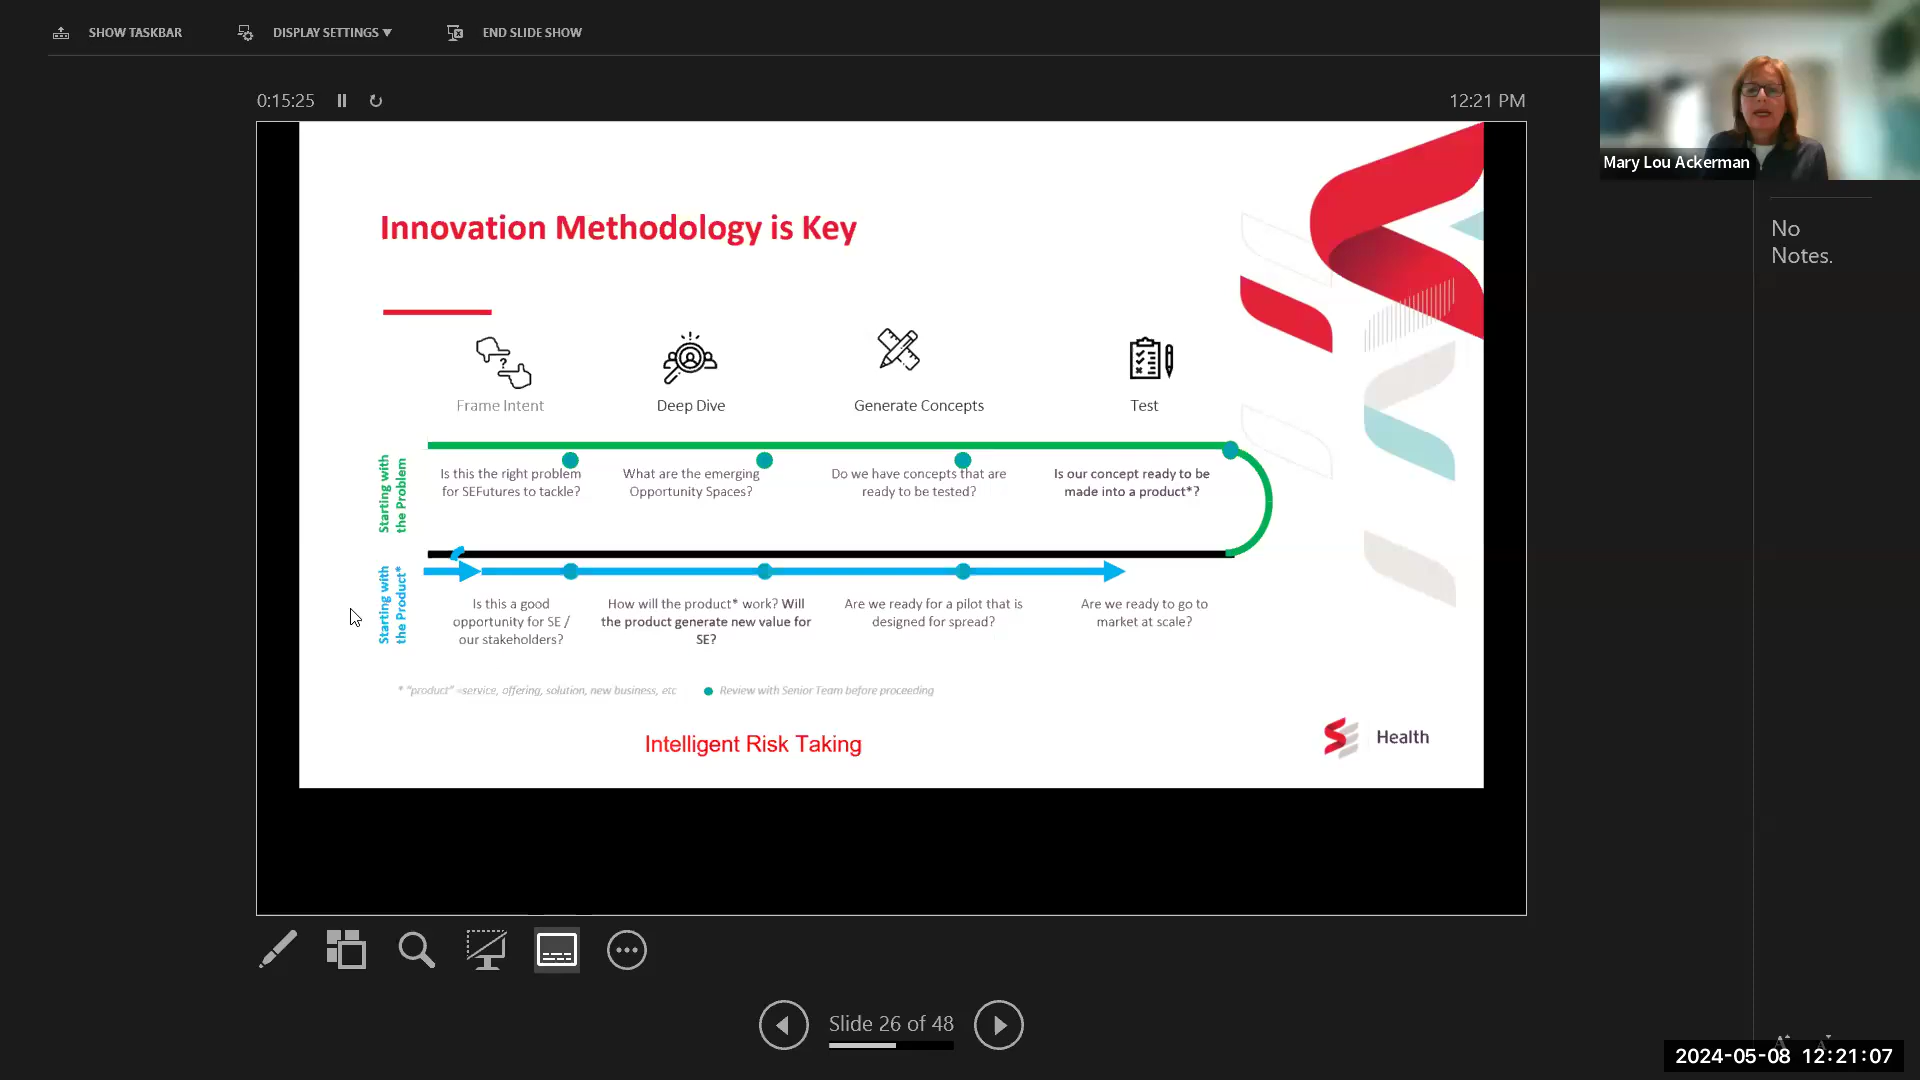 SHOW TASKBAR
DISPLAY SETTINGS ▼
END SLIDE SHOW
0:15:25
12:21 PM
Mary Lou Ackerman
No
Notes.
Innovation Methodology is Key
Frame Intent
Deep Dive
Generate Concepts
Test
Starting with
the Problem
Is this the right problem
for SEFutures to tackle?
What are the emerging
Opportunity Spaces?
Do we have concepts that are
ready to be tested?
Is our concept ready to be
made into a product*?
Starting with
the Product*
Is this a good
opportunity for SE /
our stakeholders?
How will the product* work? Will
the product generate new value for
SE?
Are we ready for a pilot that is
designed for spread?
Are we ready to go to
market at scale?
* "product" =service, offering, solution, new business, etc
Review with Senior Team before proceeding
Intelligent Risk Taking
Health
Slide 26 of 48
2024-05-08 12:21:07